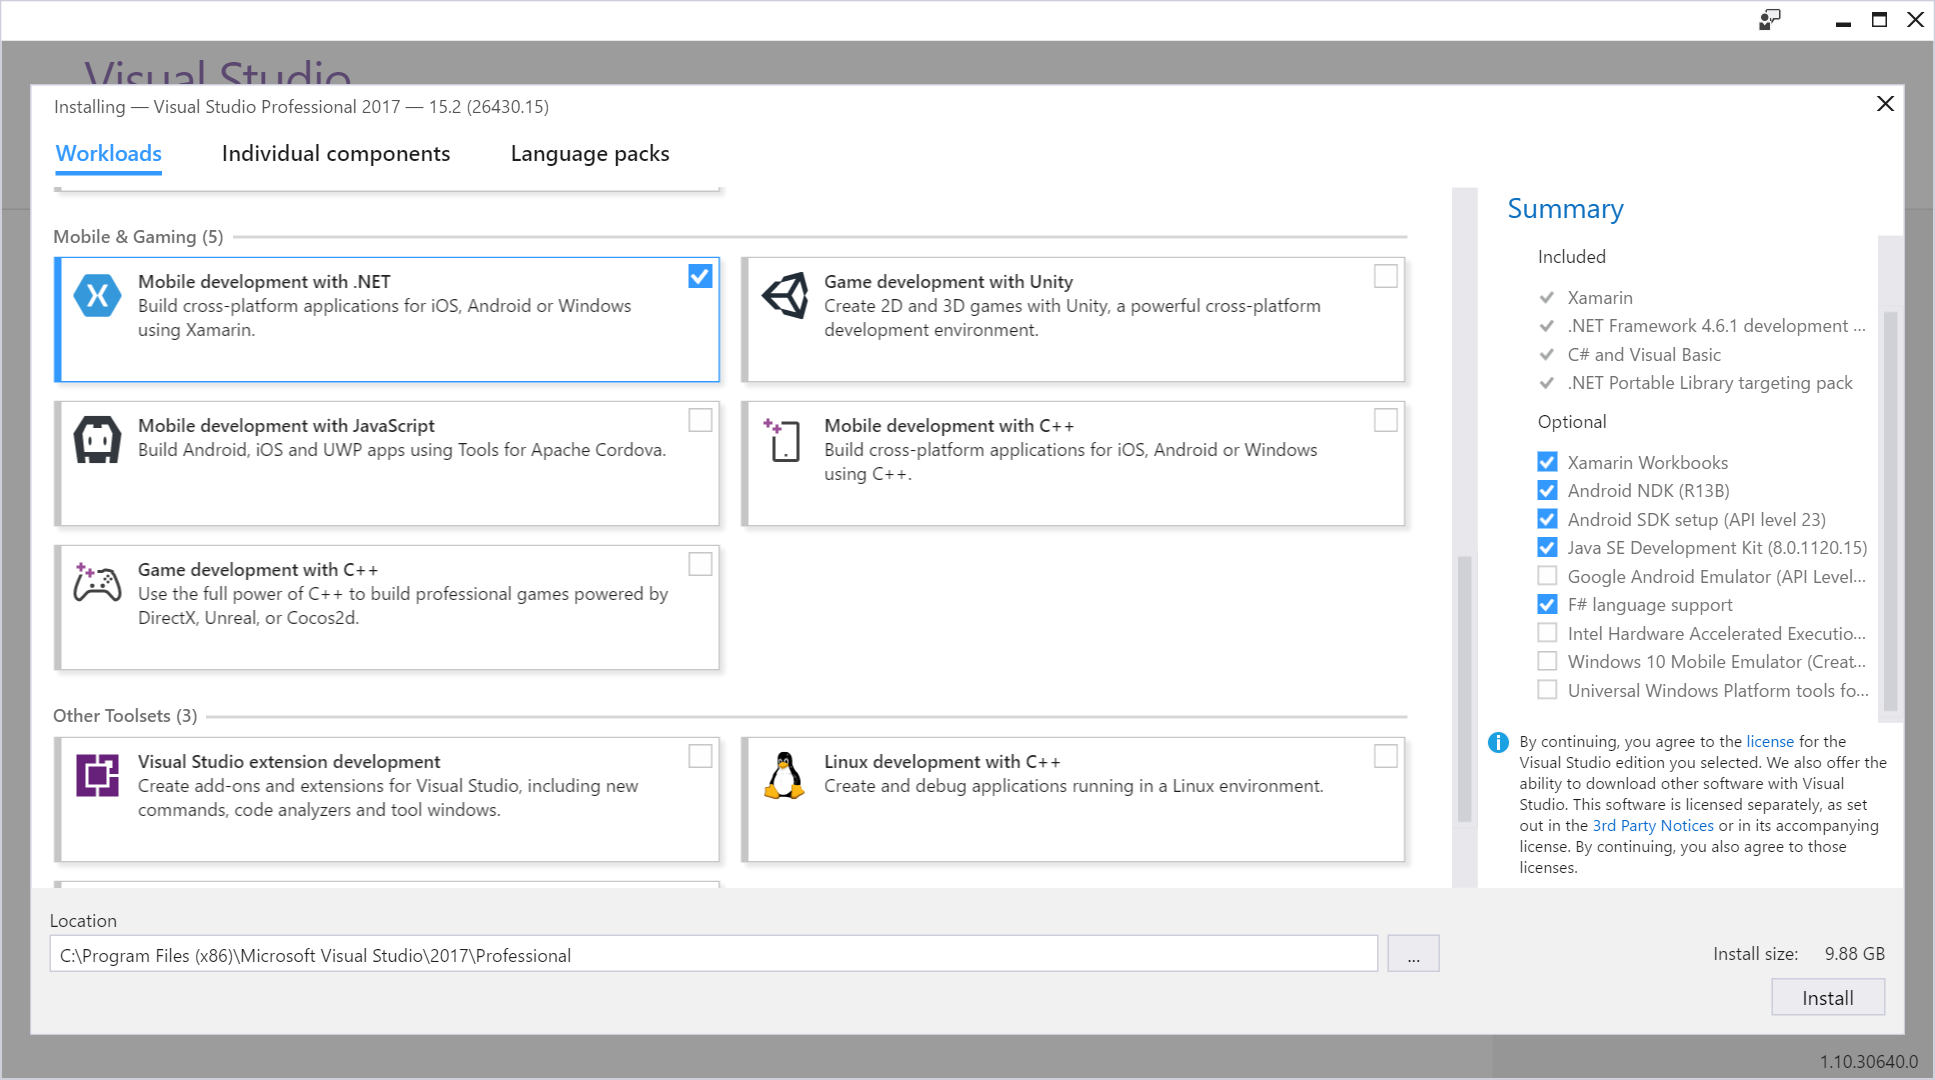 Visual Studio
Installing — Visual Studio Professional 2017 — 15.2 (26430.15)
Workloads
Individual components
Language packs
Mobile & Gaming (5)
Mobile development with .NET
Build cross-platform applications for iOS, Android or Windows
using Xamarin.
Game development with Unity
Create 2D and 3D games with Unity, a powerful cross-platform
development environment.
Mobile development with JavaScript
Build Android, iOS and UWP apps using Tools for Apache Cordova.
Mobile development with C++
Build cross-platform applications for iOS, Android or Windows
using C++.
Game development with C++
Use the full power of C++ to build professional games powered by
DirectX, Unreal, or Cocos2d.
Other Toolsets (3)
Visual Studio extension development
Create add-ons and extensions for Visual Studio, including new
commands, code analyzers and tool windows.
Linux development with C++
Create and debug applications running in a Linux environment.
Summary
Included
Xamarin
.NET Framework 4.6.1 development ...
C# and Visual Basic
.NET Portable Library targeting pack
Optional
Xamarin Workbooks
Android NDK (R13B)
Android SDK setup (API level 23)
Java SE Development Kit (8.0.1120.15)
Google Android Emulator (API Level...
F# language support
Intel Hardware Accelerated Executio...
Windows 10 Mobile Emulator (Creat...
Universal Windows Platform tools fo...
By continuing, you agree to the license for the
Visual Studio edition you selected. We also offer the
ability to download other software with Visual
Studio. This software is licensed separately, as set
out in the 3rd Party Notices or in its accompanying
license. By continuing, you also agree to those
licenses.
Location
C:\Program Files (x86)\Microsoft Visual Studio\2017\Professional
...
Install size: 9.88 GB
Install
1.10.30640.0